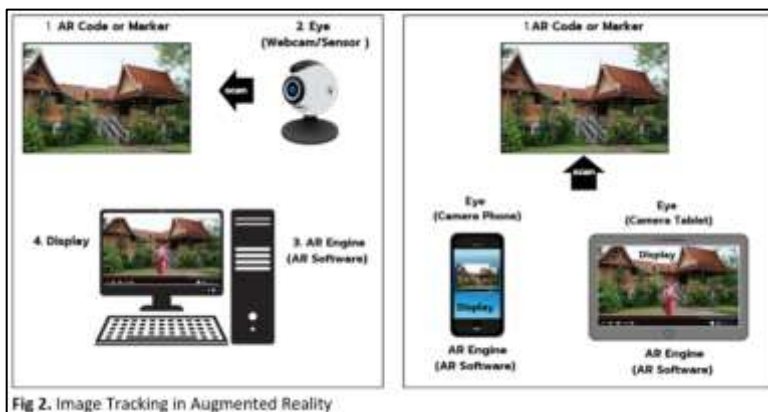 1. AR Code or Marker
2. Eye
(Webcam/Sensor )
scan
4. Display
3. AR Engine
(AR Software)
1.AR Code or Marker
scan
Eye
(Camera Phone)
Eye
(Camera Tablet)
Display
Display
AR Engine
(AR Software)
AR Engine
(AR Software)
Fig 2. Image Tracking in Augmented Reality